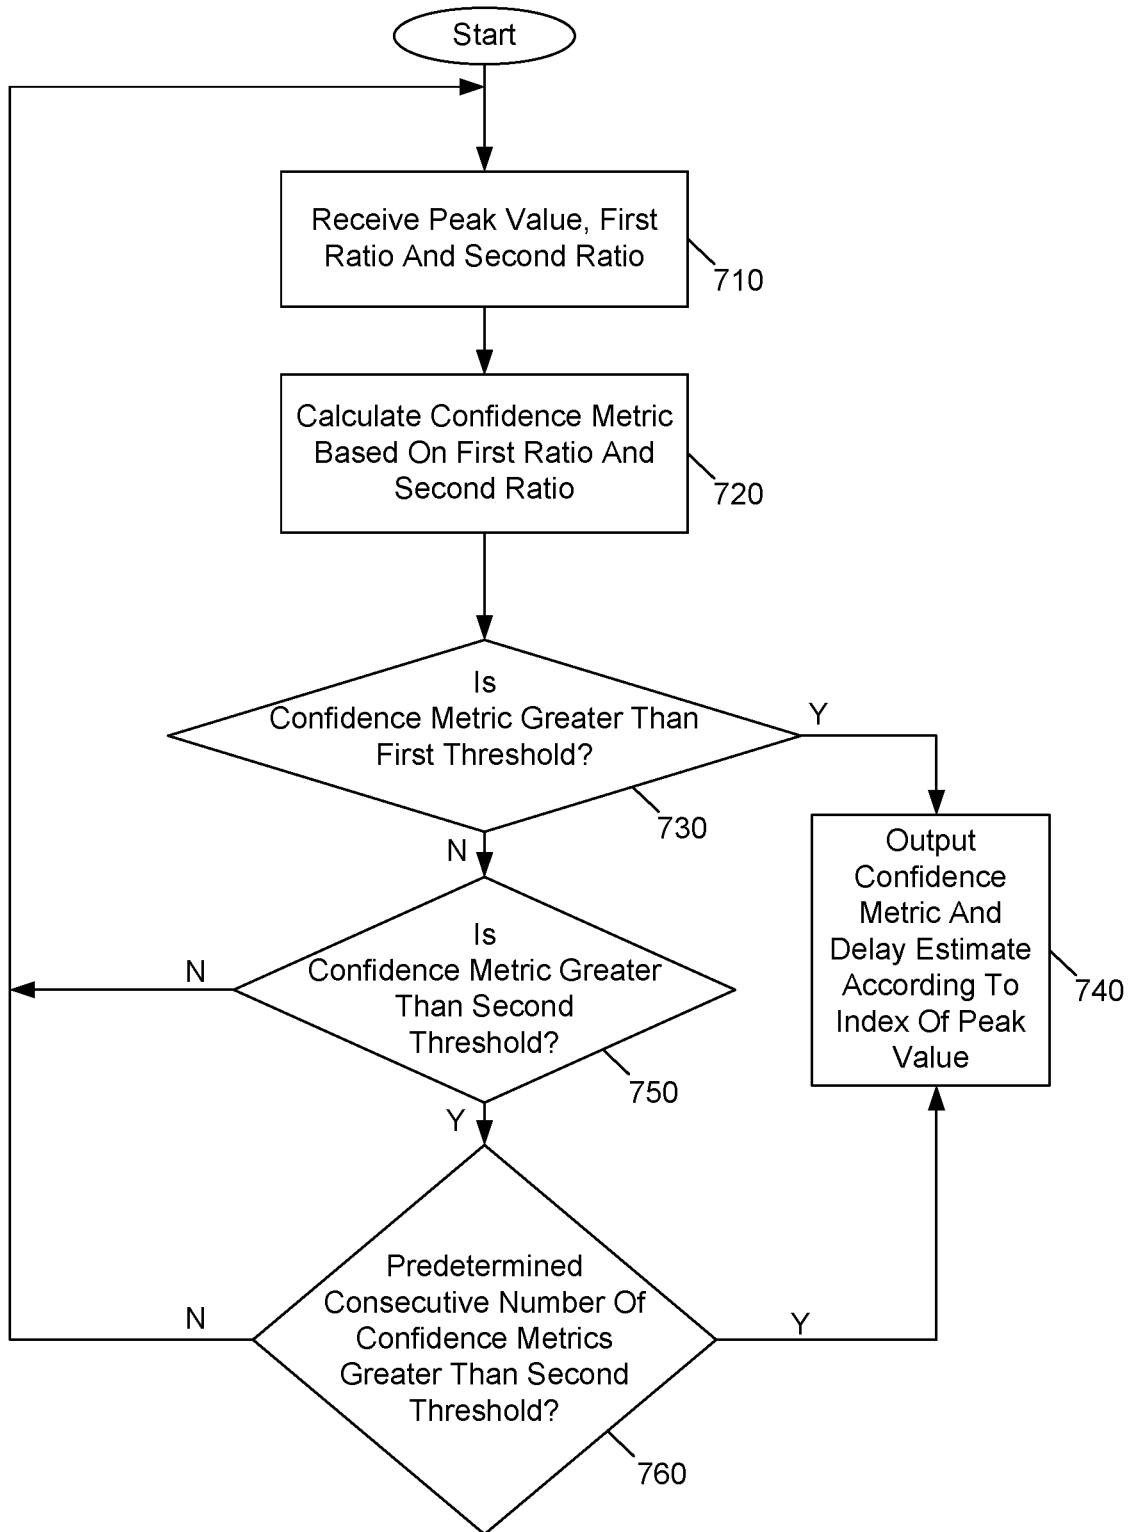 Start
Receive Peak Value, First
Ratio And Second Ratio
710
Calculate Confidence Metric
Based On First Ratio And
Second Ratio
720
Is
Confidence Metric Greater Than
First Threshold?
Y
730
N
Output
Confidence
Metric And
Delay Estimate
According To
Index Of Peak
Value
740
Is
Confidence Metric Greater
Than Second
Threshold?
N
750
Y
Predetermined
Consecutive Number Of
Confidence Metrics
Greater Than Second
Threshold?
N
Y
760